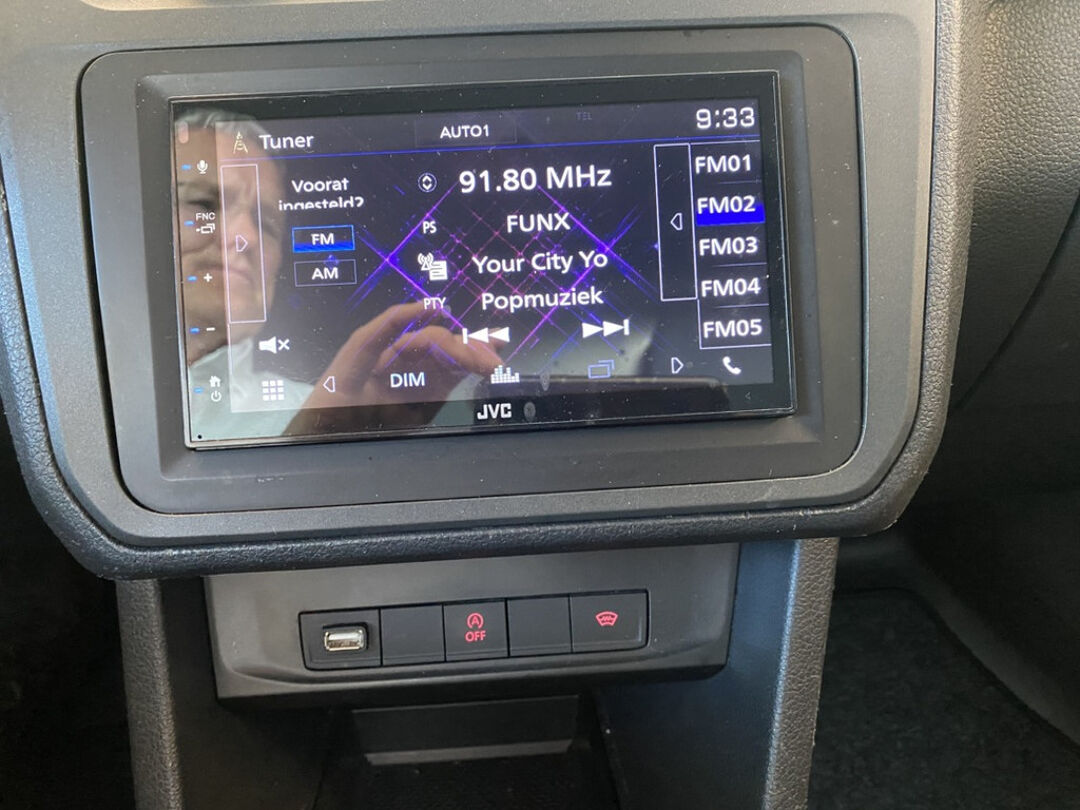 TEL
9:33
Tuner
AUTO1
FM01
Voorat
ingesteld?
91.80 MHz
FNC
PS
FUNX
FM02
FM
Your City Yo
FM03
AM
PTY
Popmuziek
FM04
FM05
DIM
JVC
A
OFF